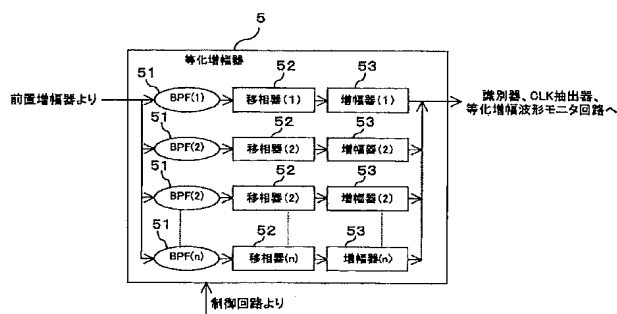 5
等化増幅器
51 52 53
前置増幅器より BPF(1) 移相器(1) 増幅器(1) 識別器、CLK抽出器、
等化増幅波形モニタ回路へ
51 52 53
BPF(2) 移相器(2) 増幅器(2)
51 52 53
BPF(2) 移相器(2) 増幅器(2)
51 52 53
BPF(n) 移相器(n) 増幅器(n)
制御回路より